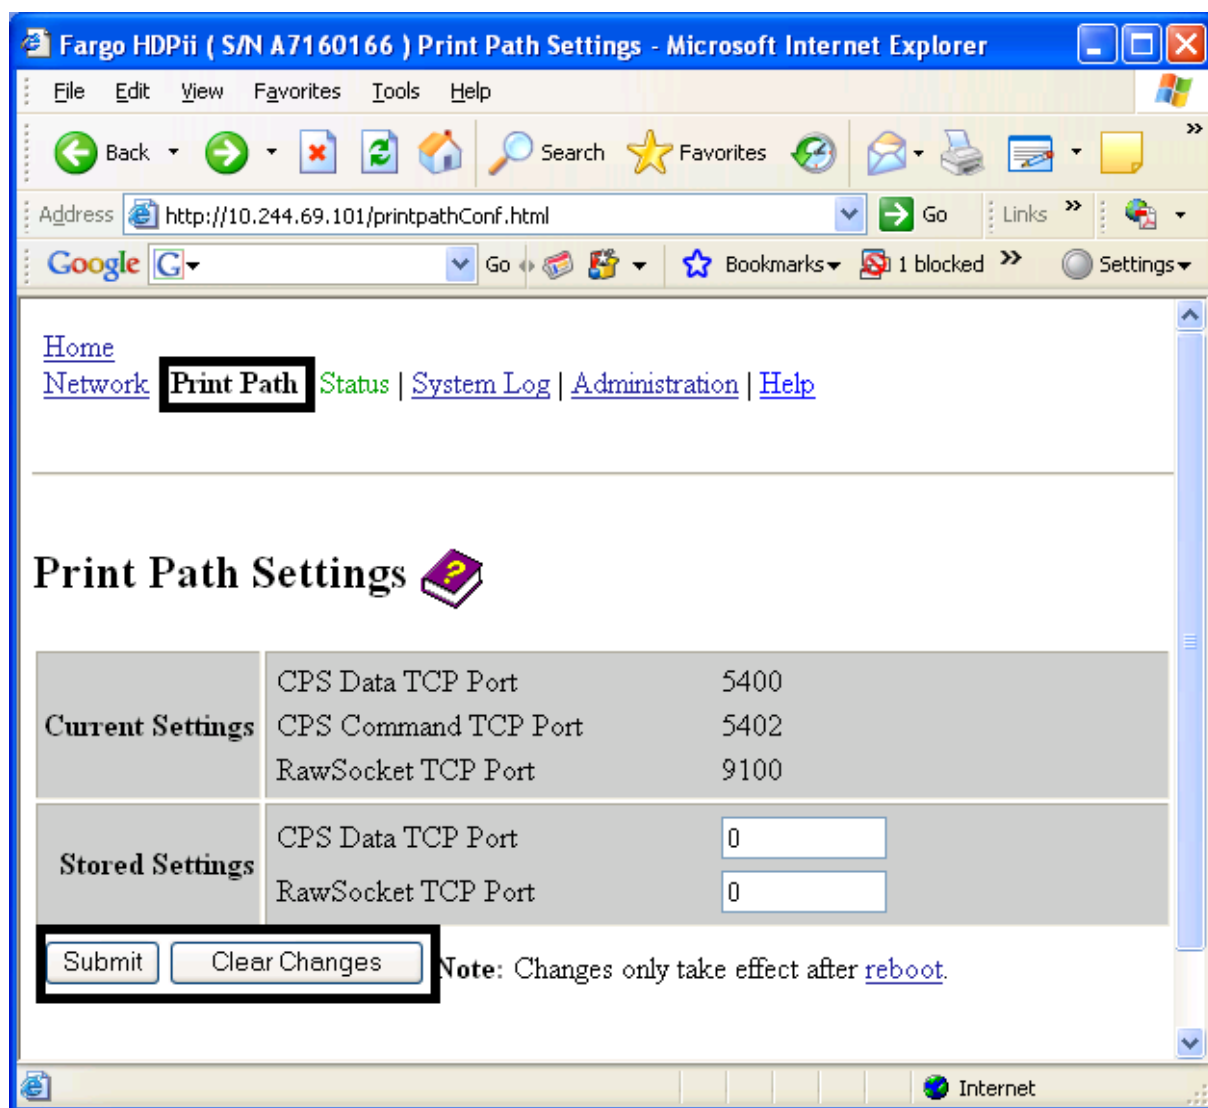 Fargo HDPii ( S/N A7160166 ) Print Path Settings - Microsoft Internet Explorer
File Edit View Favorites Tools Help
Back Search Favorites »
Address http://10.244.69.101/printpathConf.html Go Links »
Google G Go Bookmarks 1 blocked » Settings
Home
Network Print Path Status | System Log | Administration | Help
Print Path Settings ?
Current Settings
CPS Data TCP Port 5400
CPS Command TCP Port 5402
RawSocket TCP Port 9100
Stored Settings
CPS Data TCP Port 0
RawSocket TCP Port 0
Submit Clear Changes Note: Changes only take effect after reboot.
Internet